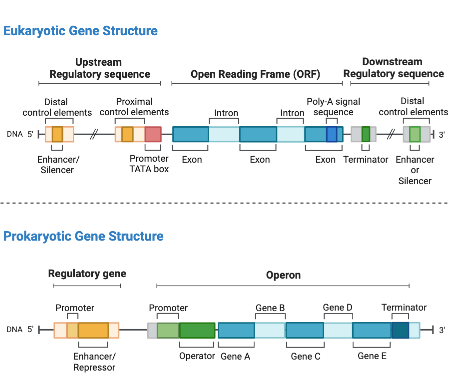 Eukaryotic Gene Structure
Upstream
Regulatory sequence
Open Reading Frame (ORF)
Downstream
Regulatory sequence
Distal
control elements
Proximal
control elements
Intron
Intron
Poly-A signal
sequence
Distal
control elements
DNA 5'
3'
Enhancer/
Silencer
Promoter
TATA box
Exon
Exon
Exon
Terminator
Enhancer
or
Silencer
Prokaryotic Gene Structure
Regulatory gene
Operon
Promoter
Promoter
Gene B
Gene D
Terminator
DNA 5'
3'
Enhancer/
Repressor
Operator
Gene A
Gene C
Gene E